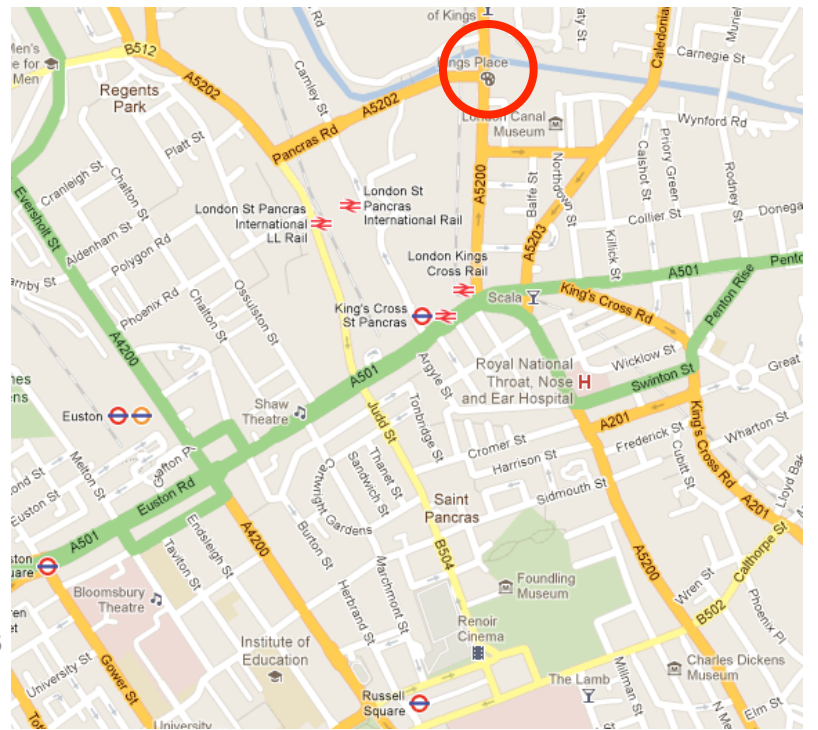 of Kings
Rd
B512
Men's
e for
Men
Regents
Park
A5202
Camley St
A5202
Pancras Rd
Kings Place
London Canal
Museum
Caledonia
Carnegie St
Muriel
Wynford Rd
Platt St
Cranleigh St
Chalton St
Eversholt St
Aldenham St
Polygon Rd
London St Pancras
International
LL Rail
London St
Pancras
International Rail
A5200
Balfe St
Northdown St
A5203
Killick St
Calshot St
Priory Green
Rodney St
Collier St
Donega
London Kings
Cross Rail
King's Cross
St Pancras
Scala
A501
Pento
Penton Rise
King's Cross Rd
Phoenix Rd
Chalton St
Ossulston St
A4200
A501
Argyle St
Royal National
Throat, Nose
and Ear Hospital
H
Wicklow St
Swinton St
Great
A201
Euston
Shaw
Theatre
Judd St
Tonbridge St
Cromer St
Harrison St
Frederick St
Cubitt St
King's Cross Rd
Wharton St
Lloyd Bak
A201
Melton St
Euston St
Euston Rd
Cartwright Gardens
Sandwich St
Thanet St
Saint
Pancras
Sidmouth St
A501
Taviton St
Endsleigh St
A4200
Burton St
Herbrand St
Marchmont St
B504
Foundling
Museum
A5200
Wren St
Calthorpe St
B502
Phoenix Pl
Bloomsbury
Theatre
Institute of
Education
Renoir
Cinema
University St
Gower St
Russell
Square
The Lamb
Millman St
Charles Dickens
Museum
Elm St
University